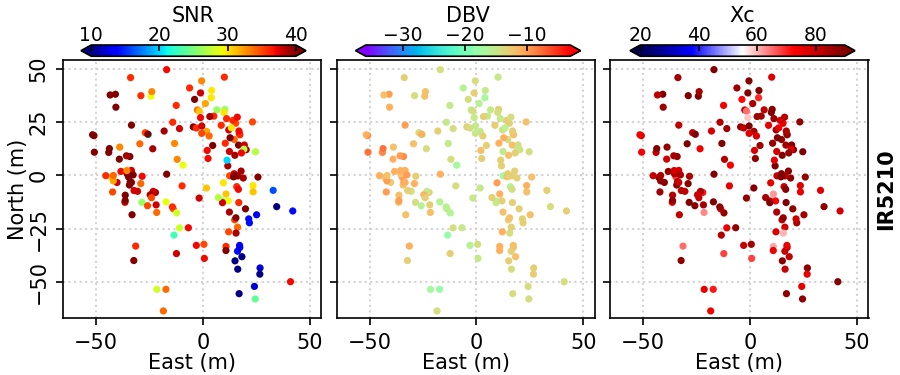 SNR DBV Xc
10 20 30 40 −30 −20 −10 20 40 60 80
50
25
0
−25
−50
North (m)
IR5210
−50 0 50 −50 0 50 −50 0 50
East (m) East (m) East (m)